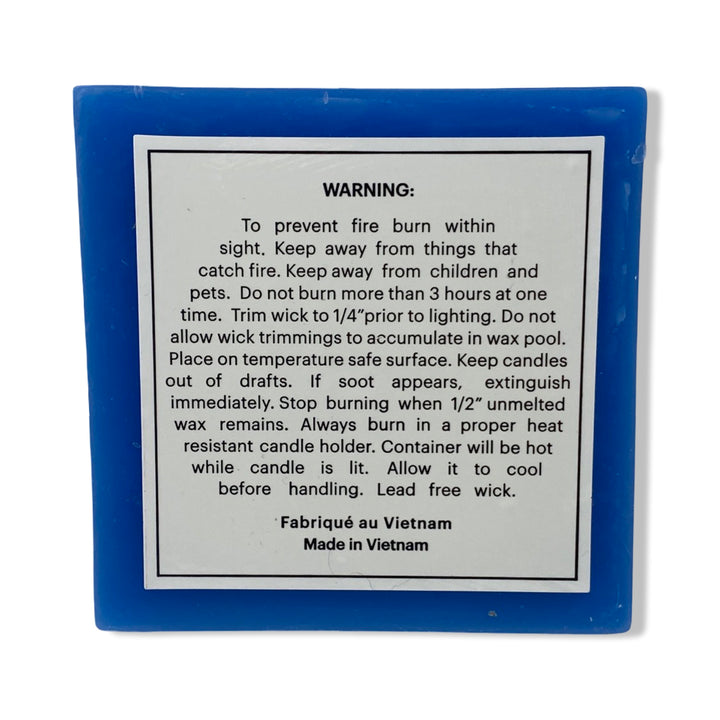 WARNING:
To prevent fire burn within
sight. Keep away from things that
catch fire. Keep away from children and
pets. Do not burn more than 3 hours at one
time. Trim wick to 1/4”prior to lighting. Do not
allow wick trimmings to accumulate in wax pool.
Place on temperature safe surface. Keep candles
out of drafts. If soot appears, extinguish
immediately. Stop burning when 1/2” unmelted
wax remains. Always burn in a proper heat
resistant candle holder. Container will be hot
while candle is lit. Allow it to cool
before handling. Lead free wick.
Fabriqué au Vietnam
Made in Vietnam